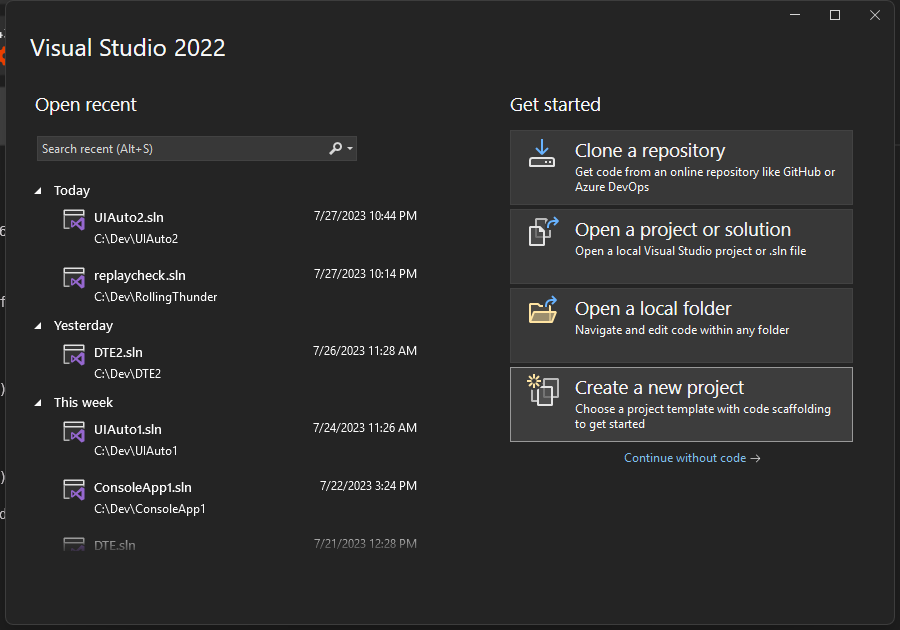 Visual Studio 2022
Open recent
Search recent (Alt+S)
Today
UIAuto2.sln 7/27/2023 10:44 PM
C:\Dev\UIAuto2
replaycheck.sln 7/27/2023 10:14 PM
C:\Dev\RollingThunder
Yesterday
DTE2.sln 7/26/2023 11:28 AM
C:\Dev\DTE2
This week
UIAuto1.sln 7/24/2023 11:26 AM
C:\Dev\UIAuto1
ConsoleApp1.sln 7/22/2023 3:24 PM
C:\Dev\ConsoleApp1
DTE.sln 7/21/2023 12:28 PM
Get started
Clone a repository
Get code from an online repository like GitHub or
Azure DevOps
Open a project or solution
Open a local Visual Studio project or .sln file
Open a local folder
Navigate and edit code within any folder
Create a new project
Choose a project template with code scaffolding
to get started
Continue without code →